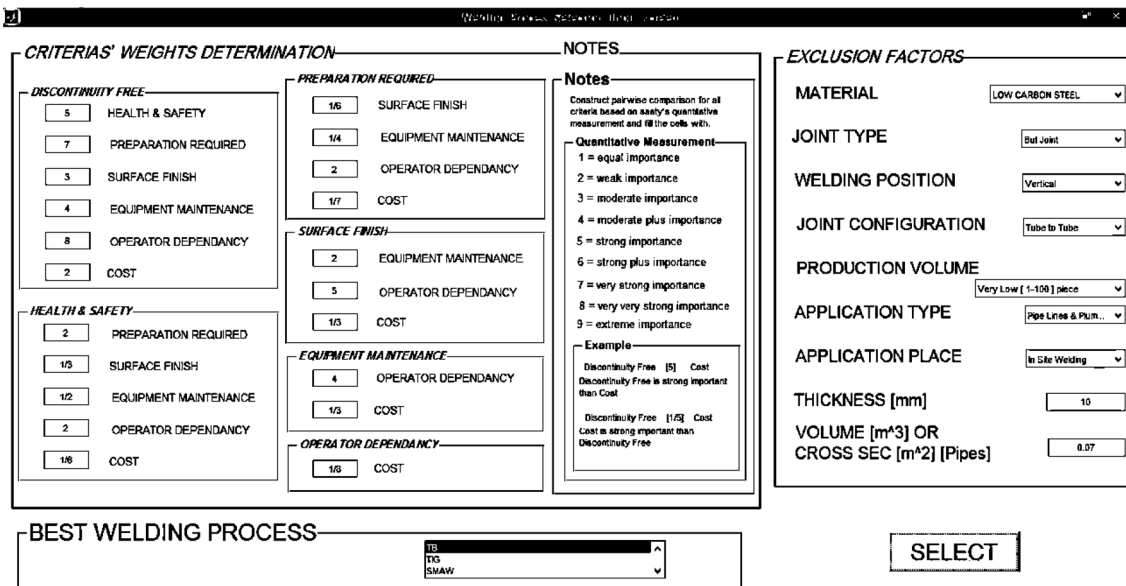 CRITERIAS' WEIGHTS DETERMINATION
DISCONTINUITY FREE
5 HEALTH & SAFETY
7 PREPARATION REQUIRED
3 SURFACE FINISH
4 EQUIPMENT MAINTENANCE
8 OPERATOR DEPENDANCY
2 COST
HEALTH & SAFETY
2 PREPARATION REQUIRED
1/3 SURFACE FINISH
1/2 EQUIPMENT MAINTENANCE
2 OPERATOR DEPENDANCY
1/6 COST
PREPARATION REQUIRED
1/6 SURFACE FINISH
1/4 EQUIPMENT MAINTENANCE
2 OPERATOR DEPENDANCY
1/7 COST
SURFACE FINISH
2 EQUIPMENT MAINTENANCE
5 OPERATOR DEPENDANCY
1/3 COST
EQUIPMENT MAINTENANCE
4 OPERATOR DEPENDANCY
1/3 COST
OPERATOR DEPENDANCY
1/8 COST
NOTES
Notes
Construct pairwise comparison for all
criteria based on saaty's quantitative
measurement and fill the cells with.
Quantitative Measurement
1 = equal importance
2 = weak importance
3 = moderate importance
4 = moderate plus importance
5 = strong importance
6 = strong plus importance
7 = very strong importance
8 = very very strong importance
9 = extreme importance
Example
Discontinuity Free [5] Cost
Discontinuity Free is strong important
than Cost
Discontinuity Free [1/5] Cost
Cost is strong important than
Discontinuity Free
EXCLUSION FACTORS
MATERIAL LOW CARBON STEEL
JOINT TYPE But Joint
WELDING POSITION Vertical
JOINT CONFIGURATION Tube to Tube
PRODUCTION VOLUME
Very Low [ 1-100 ] piece
APPLICATION TYPE Pipe Lines & Plum...
APPLICATION PLACE In Site Welding
THICKNESS [mm] 10
VOLUME [m^3] OR
CROSS SEC [m^2] [Pipes] 0.07
BEST WELDING PROCESS
TB
TIG
SMAW
SELECT